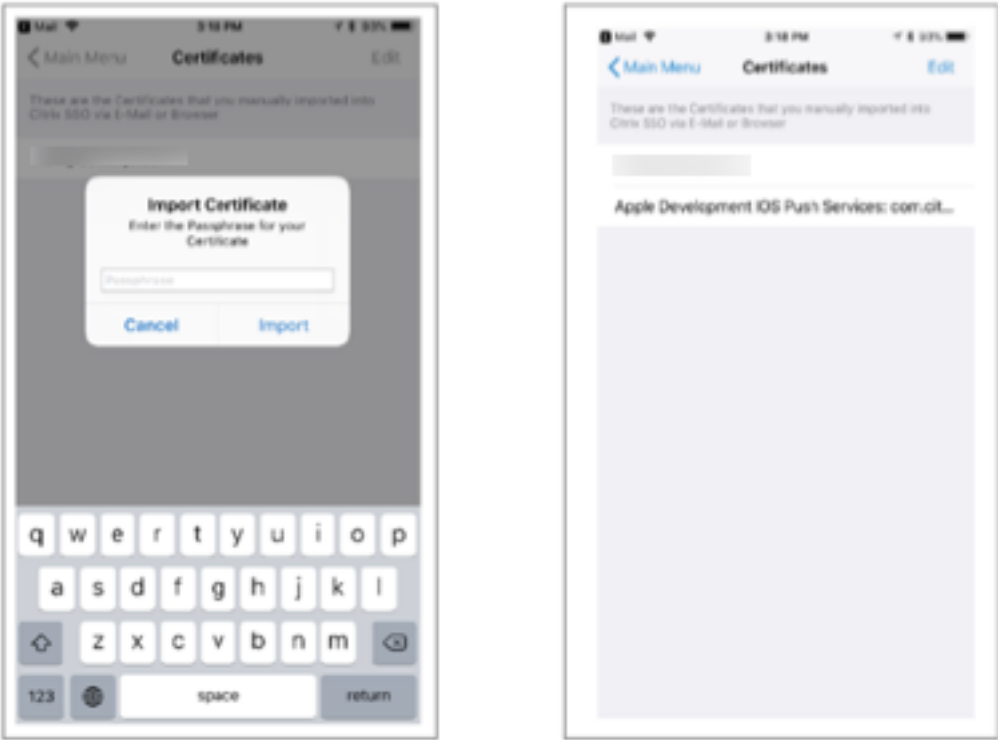 Mail
3:18 PM
93%
Main Menu
Certificates
Edit
These are the Certificates that you manually imported into
Citrix SSO via E-Mail or Browser
Import Certificate
Enter the Passphrase for your
Certificate
Passphrase
Cancel
Import
q w e r t y u i o p
a s d f g h j k l
z x c v b n m
123
space
return
Mail
3:18 PM
93%
Main Menu
Certificates
Edit
These are the Certificates that you manually imported into
Citrix SSO via E-Mail or Browser
Apple Development IOS Push Services: com.cit...